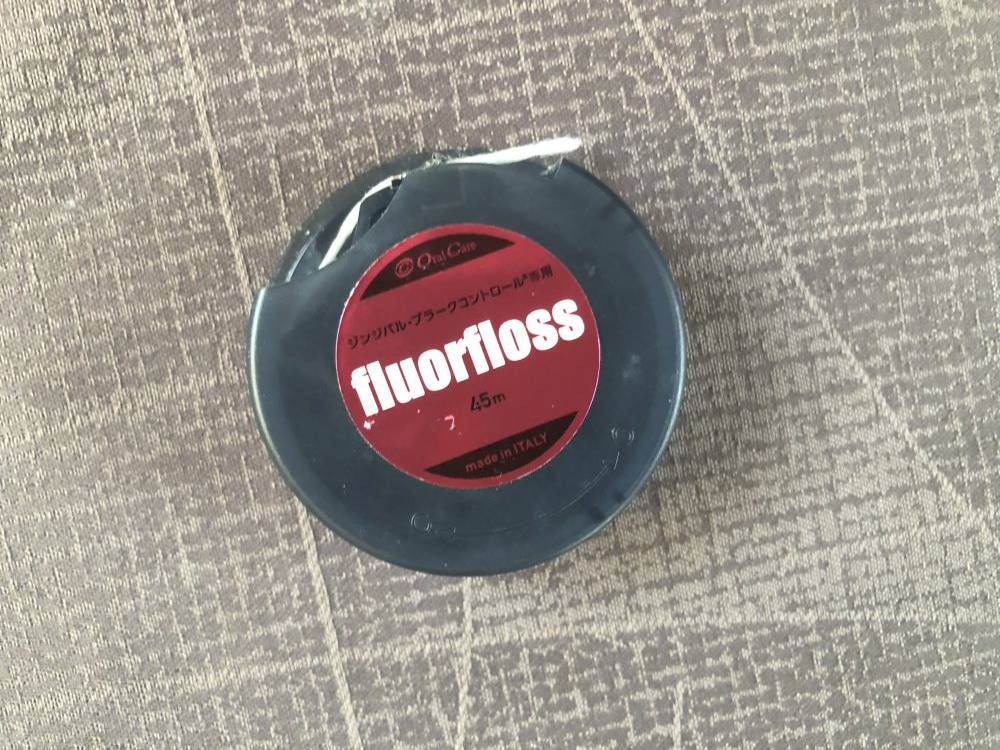 Oral Care
ジンジバル・プラークコントロール®専用
fluorfloss
45m
made in ITALY